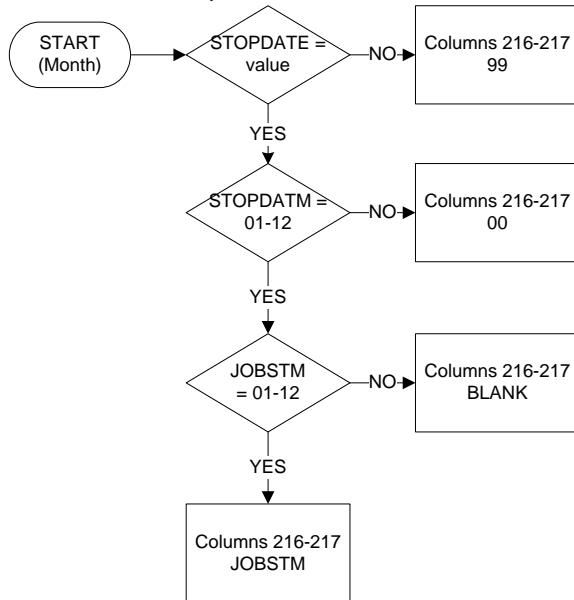 START
(Month)
STOPDATE =
value
NO
Columns 216-217
99
YES
STOPDATM =
01-12
NO
Columns 216-217
00
YES
JOBSTM
= 01-12
NO
Columns 216-217
BLANK
YES
Columns 216-217
JOBSTM